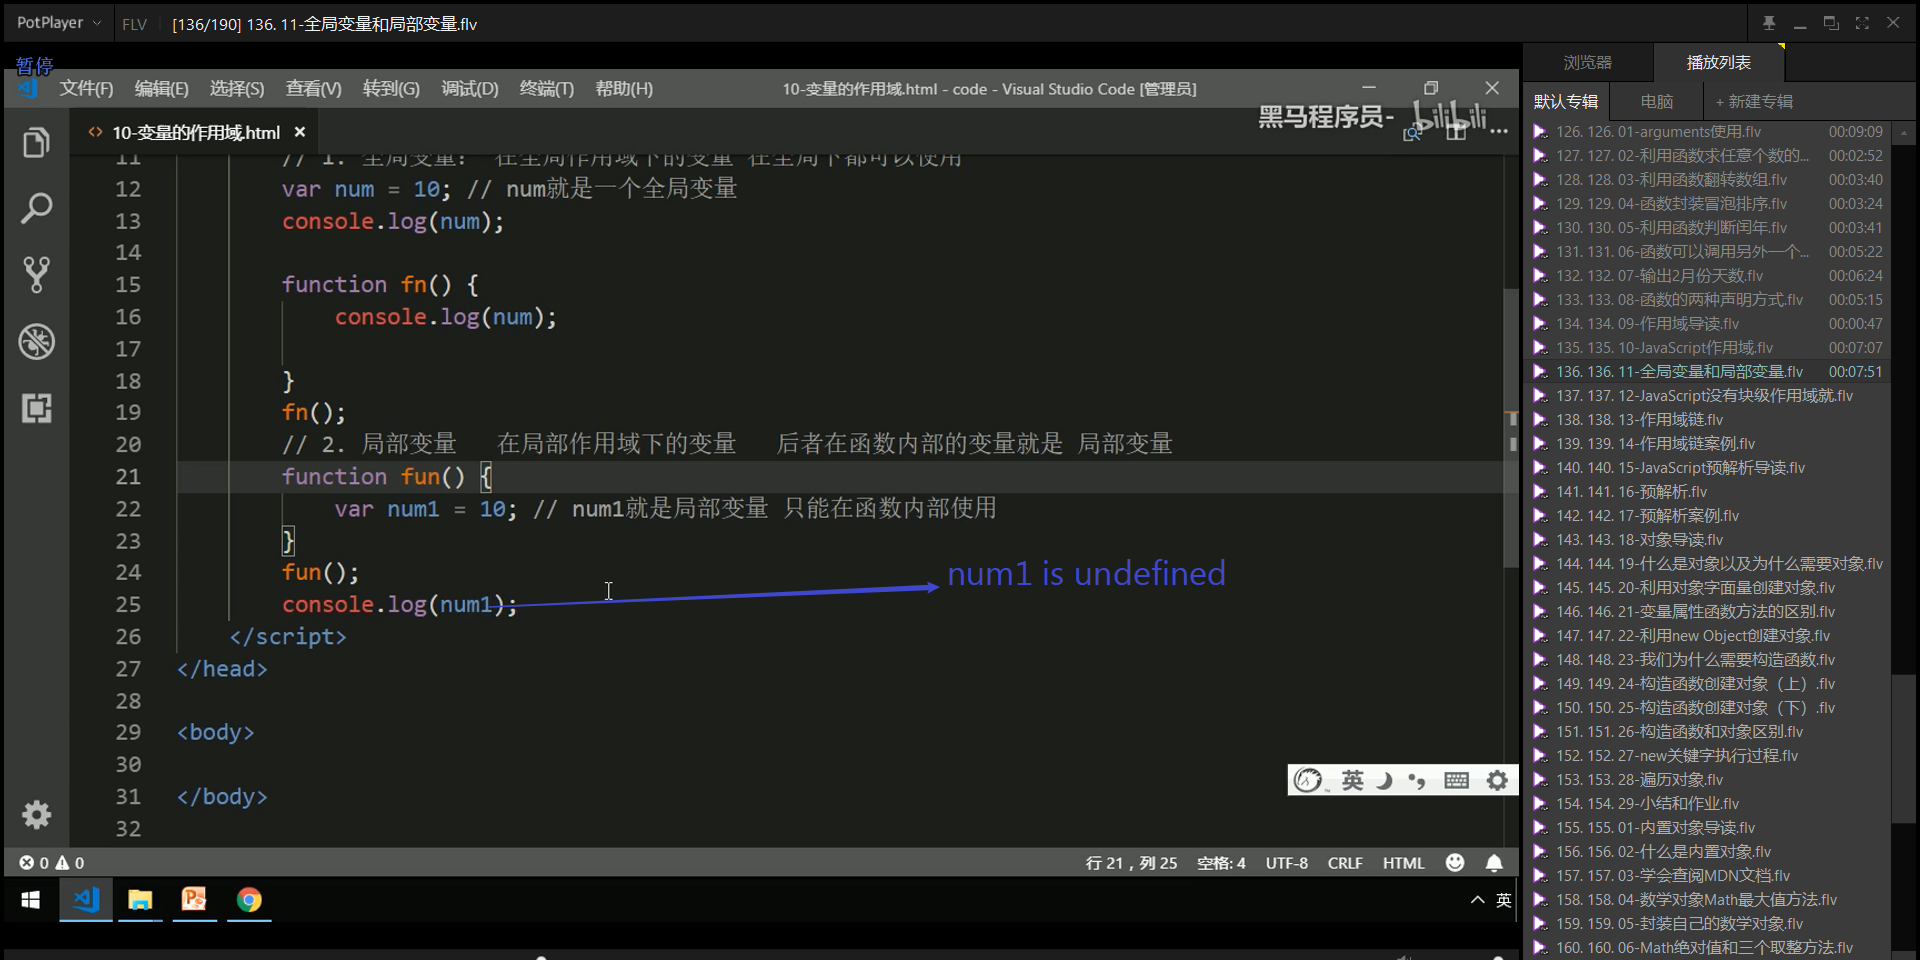 PotPlayer FLV [136/190] 136. 11-全局变量和局部变量.flv
暂停
文件(F) 编辑(E) 选择(S) 查看(V) 转到(G) 调试(D) 终端(T) 帮助(H) 10-变量的作用域.html - code - Visual Studio Code [管理员]
10-变量的作用域.html
黑马程序员- bilibili
11 // 1. 全局变量： 在全局作用域下的变量 在全局下都可以使用
12 var num = 10; // num就是一个全局变量
13 console.log(num);
14
15 function fn() {
16 console.log(num);
17
18 }
19 fn();
20 // 2. 局部变量 在局部作用域下的变量 后者在函数内部的变量就是 局部变量
21 function fun() {
22 var num1 = 10; // num1就是局部变量 只能在函数内部使用
23 }
24 fun();
num1 is undefined
25 console.log(num1);
26 </script>
27 </head>
28
29 <body>
30
31 </body>
32
英
0 0 行 21，列 25 空格: 4 UTF-8 CRLF HTML
英
浏览器 播放列表
默认专辑 电脑 + 新建专辑
126. 126. 01-arguments使用.flv 00:09:09
127. 127. 02-利用函数求任意个数的... 00:02:52
128. 128. 03-利用函数翻转数组.flv 00:03:40
129. 129. 04-函数封装冒泡排序.flv 00:03:24
130. 130. 05-利用函数判断闰年.flv 00:03:41
131. 131. 06-函数可以调用另外一个... 00:05:22
132. 132. 07-输出2月份天数.flv 00:06:24
133. 133. 08-函数的两种声明方式.flv 00:05:15
134. 134. 09-作用域导读.flv 00:00:47
135. 135. 10-JavaScript作用域.flv 00:07:07
136. 136. 11-全局变量和局部变量.flv 00:07:51
137. 137. 12-JavaScript没有块级作用域就.flv
138. 138. 13-作用域链.flv
139. 139. 14-作用域链案例.flv
140. 140. 15-JavaScript预解析导读.flv
141. 141. 16-预解析.flv
142. 142. 17-预解析案例.flv
143. 143. 18-对象导读.flv
144. 144. 19-什么是对象以及为什么需要对象.flv
145. 145. 20-利用对象字面量创建对象.flv
146. 146. 21-变量属性函数方法的区别.flv
147. 147. 22-利用new Object创建对象.flv
148. 148. 23-我们为什么需要构造函数.flv
149. 149. 24-构造函数创建对象（上）.flv
150. 150. 25-构造函数创建对象（下）.flv
151. 151. 26-构造函数和对象区别.flv
152. 152. 27-new关键字执行过程.flv
153. 153. 28-遍历对象.flv
154. 154. 29-小结和作业.flv
155. 155. 01-内置对象导读.flv
156. 156. 02-什么是内置对象.flv
157. 157. 03-学会查阅MDN文档.flv
158. 158. 04-数学对象Math最大值方法.flv
159. 159. 05-封装自己的数学对象.flv
160. 160. 06-Math绝对值和三个取整方法.flv